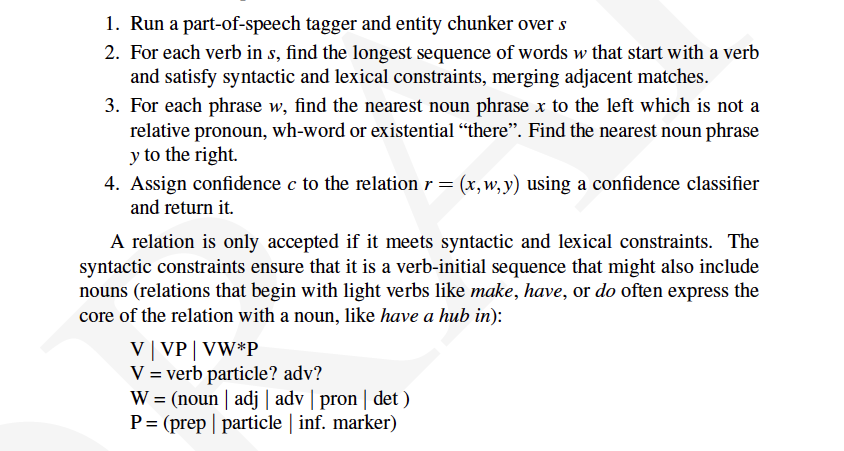 1. Run a part-of-speech tagger and entity chunker over s
2. For each verb in s, find the longest sequence of words w that start with a verb
and satisfy syntactic and lexical constraints, merging adjacent matches.
3. For each phrase w, find the nearest noun phrase x to the left which is not a
relative pronoun, wh-word or existential “there”. Find the nearest noun phrase
y to the right.
4. Assign confidence c to the relation r = (x,w,y) using a confidence classifier
and return it.
A relation is only accepted if it meets syntactic and lexical constraints. The
syntactic constraints ensure that it is a verb-initial sequence that might also include
nouns (relations that begin with light verbs like make, have, or do often express the
core of the relation with a noun, like have a hub in):
V | VP | VW*P
V = verb particle? adv?
W = (noun | adj | adv | pron | det )
P = (prep | particle | inf. marker)